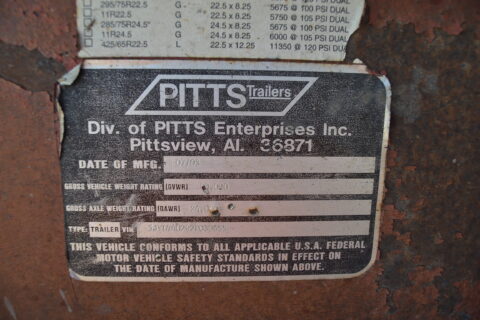 295/75R22.5 G 22.5 x 8.25 5675 @ 100 PSI DUAL
11R22.5 G 22.5 x 8.25 5750 @ 105 PSI DUAL
285/75R24.5" G 24.5 x 8.25 5675 @ 100 PSI DUAL
11R24.5 G 24.5 x 8.25 6000 @ 105 PSI DUAL
425/65R22.5 L 22.5 x 12.25 11350 @ 120 PSI DUAL
PITTS Trailers
Div. of PITTS Enterprises Inc.
Pittsview, Al. 36871
DATE OF MFG.
GROSS VEHICLE WEIGHT RATING (GVWR)
GROSS AXLE WEIGHT RATING (GAWR)
TYPE: TRAILER VIN
THIS VEHICLE CONFORMS TO ALL APPLICABLE U.S.A. FEDERAL
MOTOR VEHICLE SAFETY STANDARDS IN EFFECT ON
THE DATE OF MANUFACTURE SHOWN ABOVE.